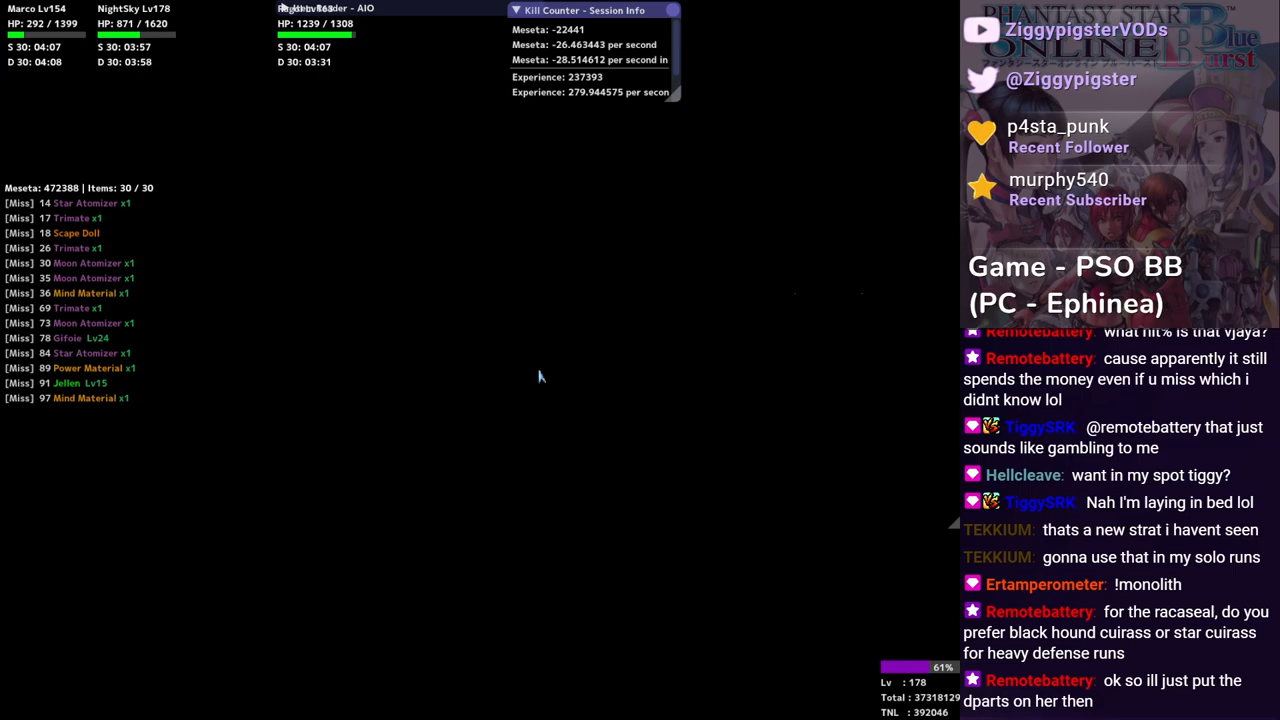 Marco Lv154
HP: 292 / 1399
S 30: 04:07
D 30: 04:08
NightSky Lv178
HP: 871 / 1620
S 30: 03:57
D 30: 03:58
HP: 1239 / 1308
S 30: 04:07
D 30: 03:31
- AIO
Kill Counter - Session Info
Meseta: -22441
Meseta: -26.463443 per second
Meseta: -28.514612 per second in
Experience: 237393
Experience: 279.944575 per secon
Meseta: 472388 | Items: 30 / 30
[Miss] 14 Star Atomizer x1
[Miss] 17 Trimate x1
[Miss] 18 Scape Doll
[Miss] 26 Trimate x1
[Miss] 30 Moon Atomizer x1
[Miss] 35 Moon Atomizer x1
[Miss] 36 Mind Material x1
[Miss] 69 Trimate x1
[Miss] 73 Moon Atomizer x1
[Miss] 78 Gifoie Lv24
[Miss] 84 Star Atomizer x1
[Miss] 89 Power Material x1
[Miss] 91 Jellen Lv15
[Miss] 97 Mind Material x1
61%
Lv : 178
Total : 37318129
TNL : 392046
PHANTASY STAR
ONLINE Blue
Burst
ZiggypigsterVODs
@Ziggypigster
p4sta_punk
Recent Follower
murphy540
Recent Subscriber
Game - PSO BB
(PC - Ephinea)
Remotebattery: what hit% is that vjaya?
Remotebattery: cause apparently it still
spends the money even if u miss which i
didnt know lol
TiggySRK: @remotebattery that just
sounds like gambling to me
Hellcleave: want in my spot tiggy?
TiggySRK: Nah I'm laying in bed lol
TEKKIUM: thats a new strat i havent seen
TEKKIUM: gonna use that in my solo runs
Ertamperometer: !monolith
Remotebattery: for the racaseal, do you
prefer black hound cuirass or star cuirass
for heavy defense runs
Remotebattery: ok so ill just put the
dparts on her then